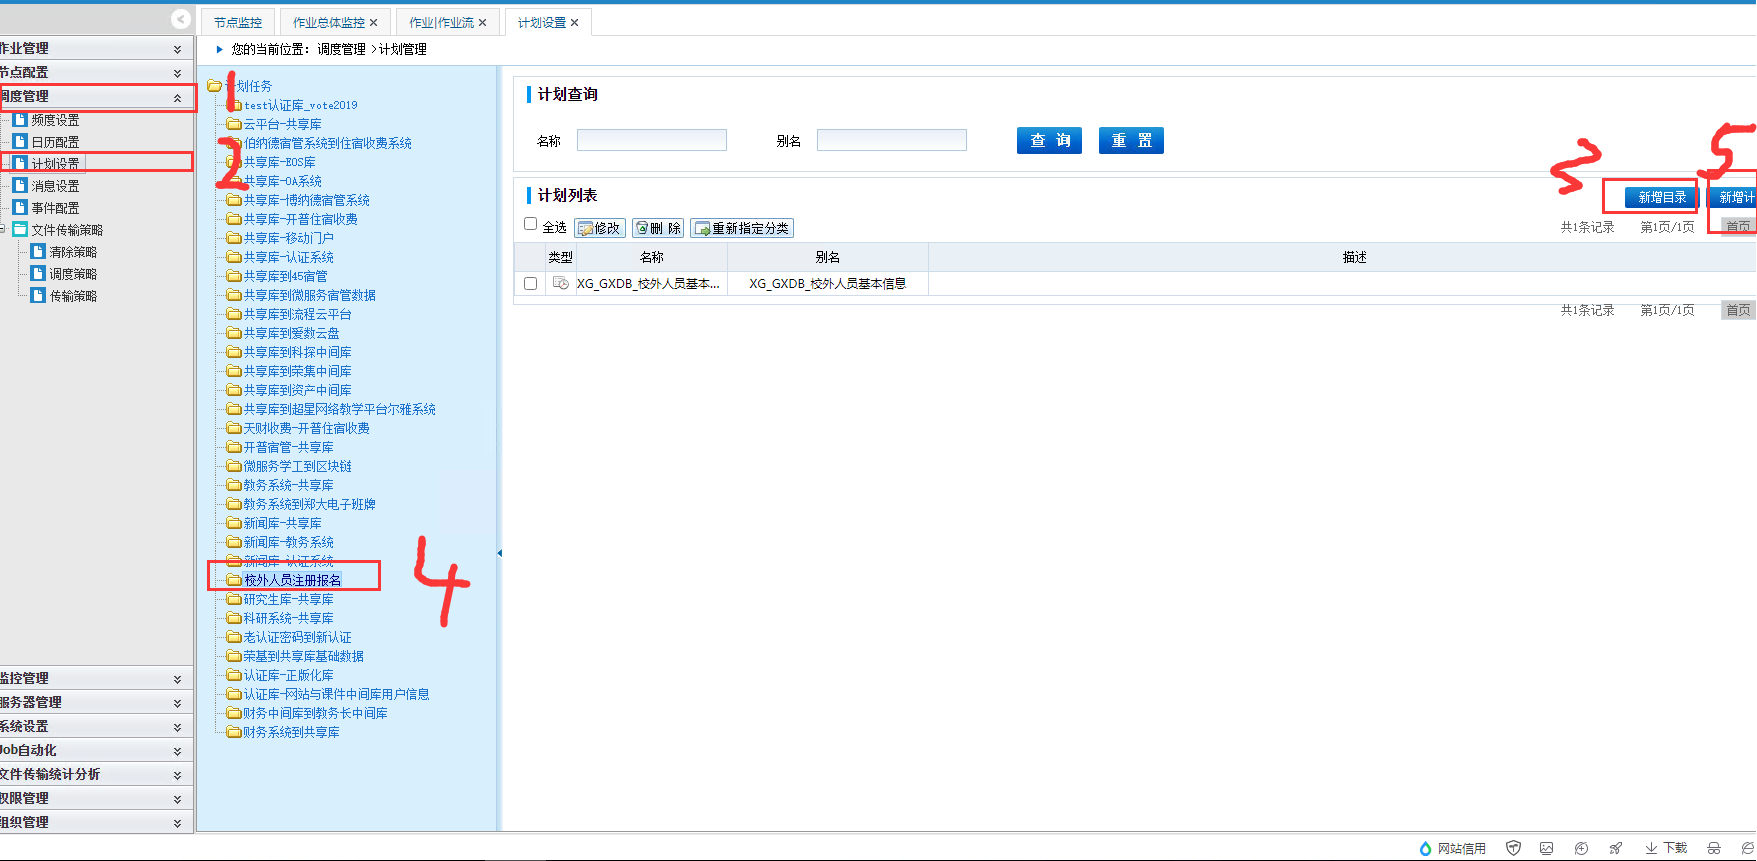 节点监控
作业总体监控
作业|作业流
计划设置
您的当前位置：调度管理 >计划管理
作业管理
节点配置
调度管理
频度设置
日历配置
计划设置
消息设置
事件配置
文件传输策略
清除策略
调度策略
传输策略
监控管理
服务器管理
系统设置
Job自动化
文件传输统计分析
权限管理
组织管理
1
2
计划任务
test认证库_vote2019
云平台-共享库
伯纳德宿管系统到住宿收费系统
共享库-EOS库
共享库-OA系统
共享库-博纳德宿管系统
共享库-开普住宿收费
共享库-移动门户
共享库-认证系统
共享库到45宿管
共享库到微服务宿管数据
共享库到流程云平台
共享库到爱数云盘
共享库到科探中间库
共享库到荣集中间库
共享库到资产中间库
共享库到超星网络教学平台尔雅系统
天财收费-开普住宿收费
开普宿管-共享库
微服务学工到区块链
教务系统-共享库
教务系统到郑大电子班牌
新闻库-共享库
新闻库-教务系统
新闻库-认证系统
校外人员注册报名
4
研究生库-共享库
科研系统-共享库
老认证密码到新认证
荣基到共享库基础数据
认证库-正版化库
认证库-网站与课件中间库用户信息
财务中间库到教务长中间库
财务系统到共享库
计划查询
名称
别名
查 询
重 置
3
5
计划列表
新增目录
新增计
全选
修改
删 除
重新指定分类
共1条记录
第1页/1页
首页
类型
名称
别名
描述
XG_GXDB_校外人员基本...
XG_GXDB_校外人员基本信息
共1条记录
第1页/1页
首页
网站信用
下载